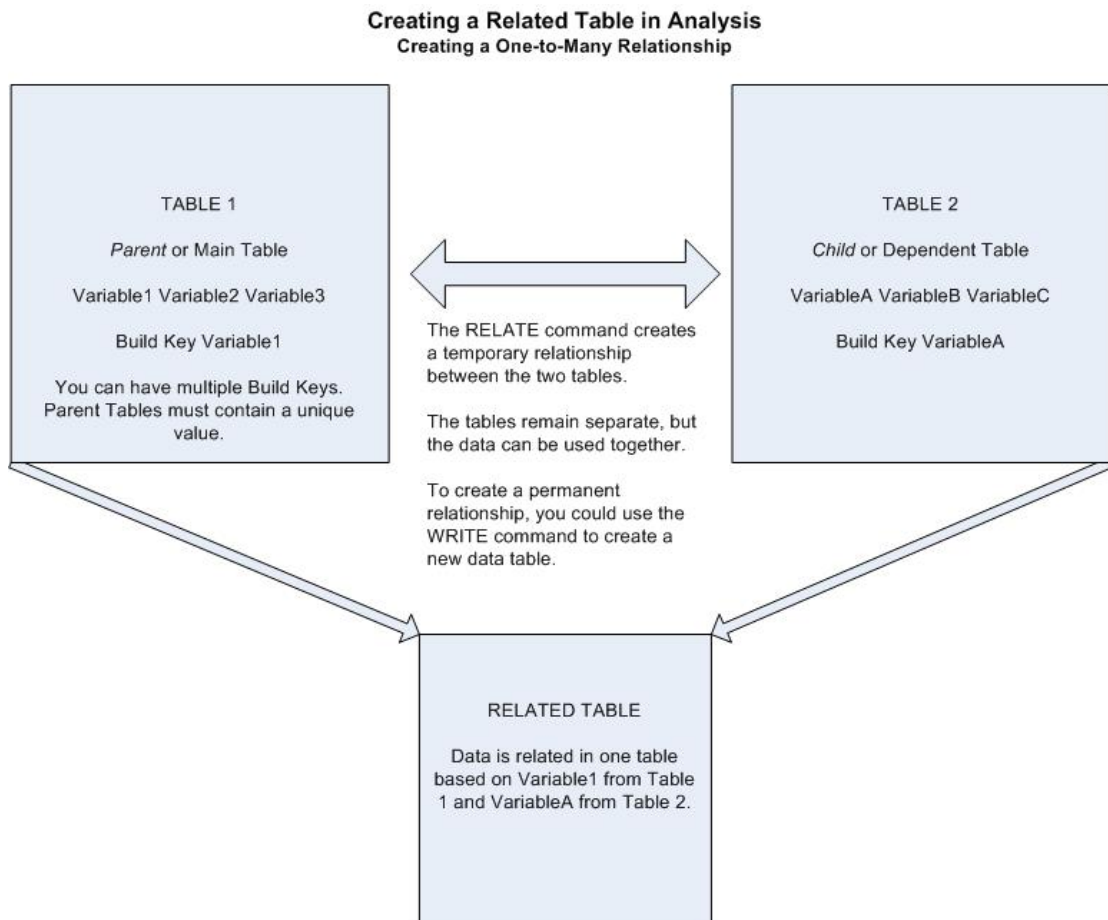 Creating a Related Table in Analysis
Creating a One-to-Many Relationship
TABLE 1
Parent or Main Table
Variable1 Variable2 Variable3
Build Key Variable1
You can have multiple Build Keys.
Parent Tables must contain a unique
value.
The RELATE command creates
a temporary relationship
between the two tables.
The tables remain separate, but
the data can be used together.
To create a permanent
relationship, you could use the
WRITE command to create a
new data table.
TABLE 2
Child or Dependent Table
VariableA VariableB VariableC
Build Key VariableA
RELATED TABLE
Data is related in one table
based on Variable1 from Table
1 and VariableA from Table 2.